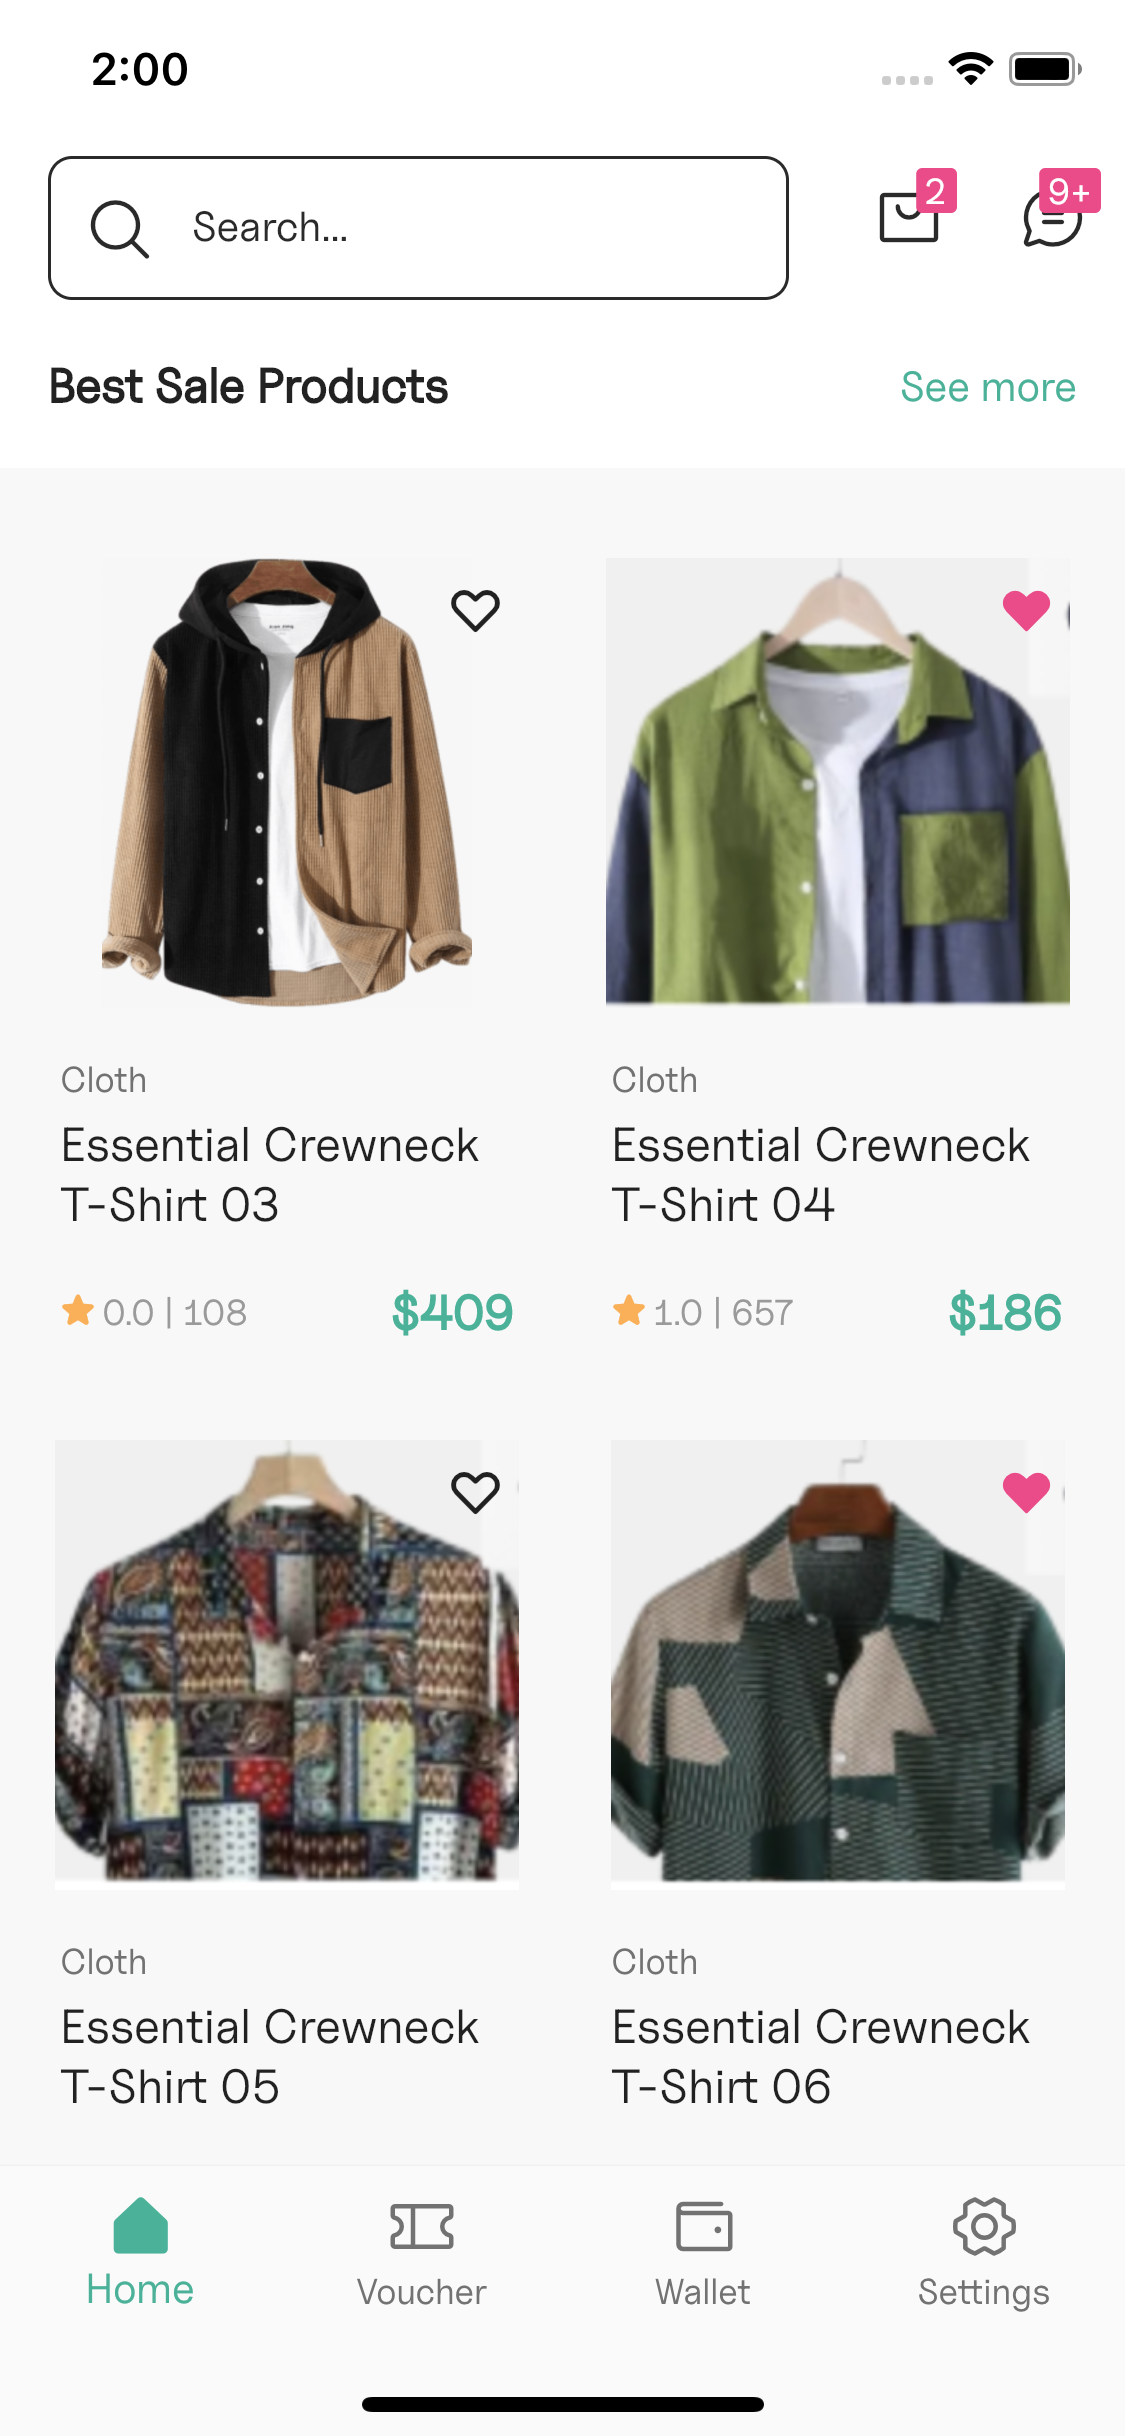 2:00
Search...
2
9+
Best Sale Products
See more
Cloth
Essential Crewneck
T-Shirt 03
0.0 | 108
$409
Cloth
Essential Crewneck
T-Shirt 04
1.0 | 657
$186
Cloth
Essential Crewneck
T-Shirt 05
Cloth
Essential Crewneck
T-Shirt 06
Home
Voucher
Wallet
Settings